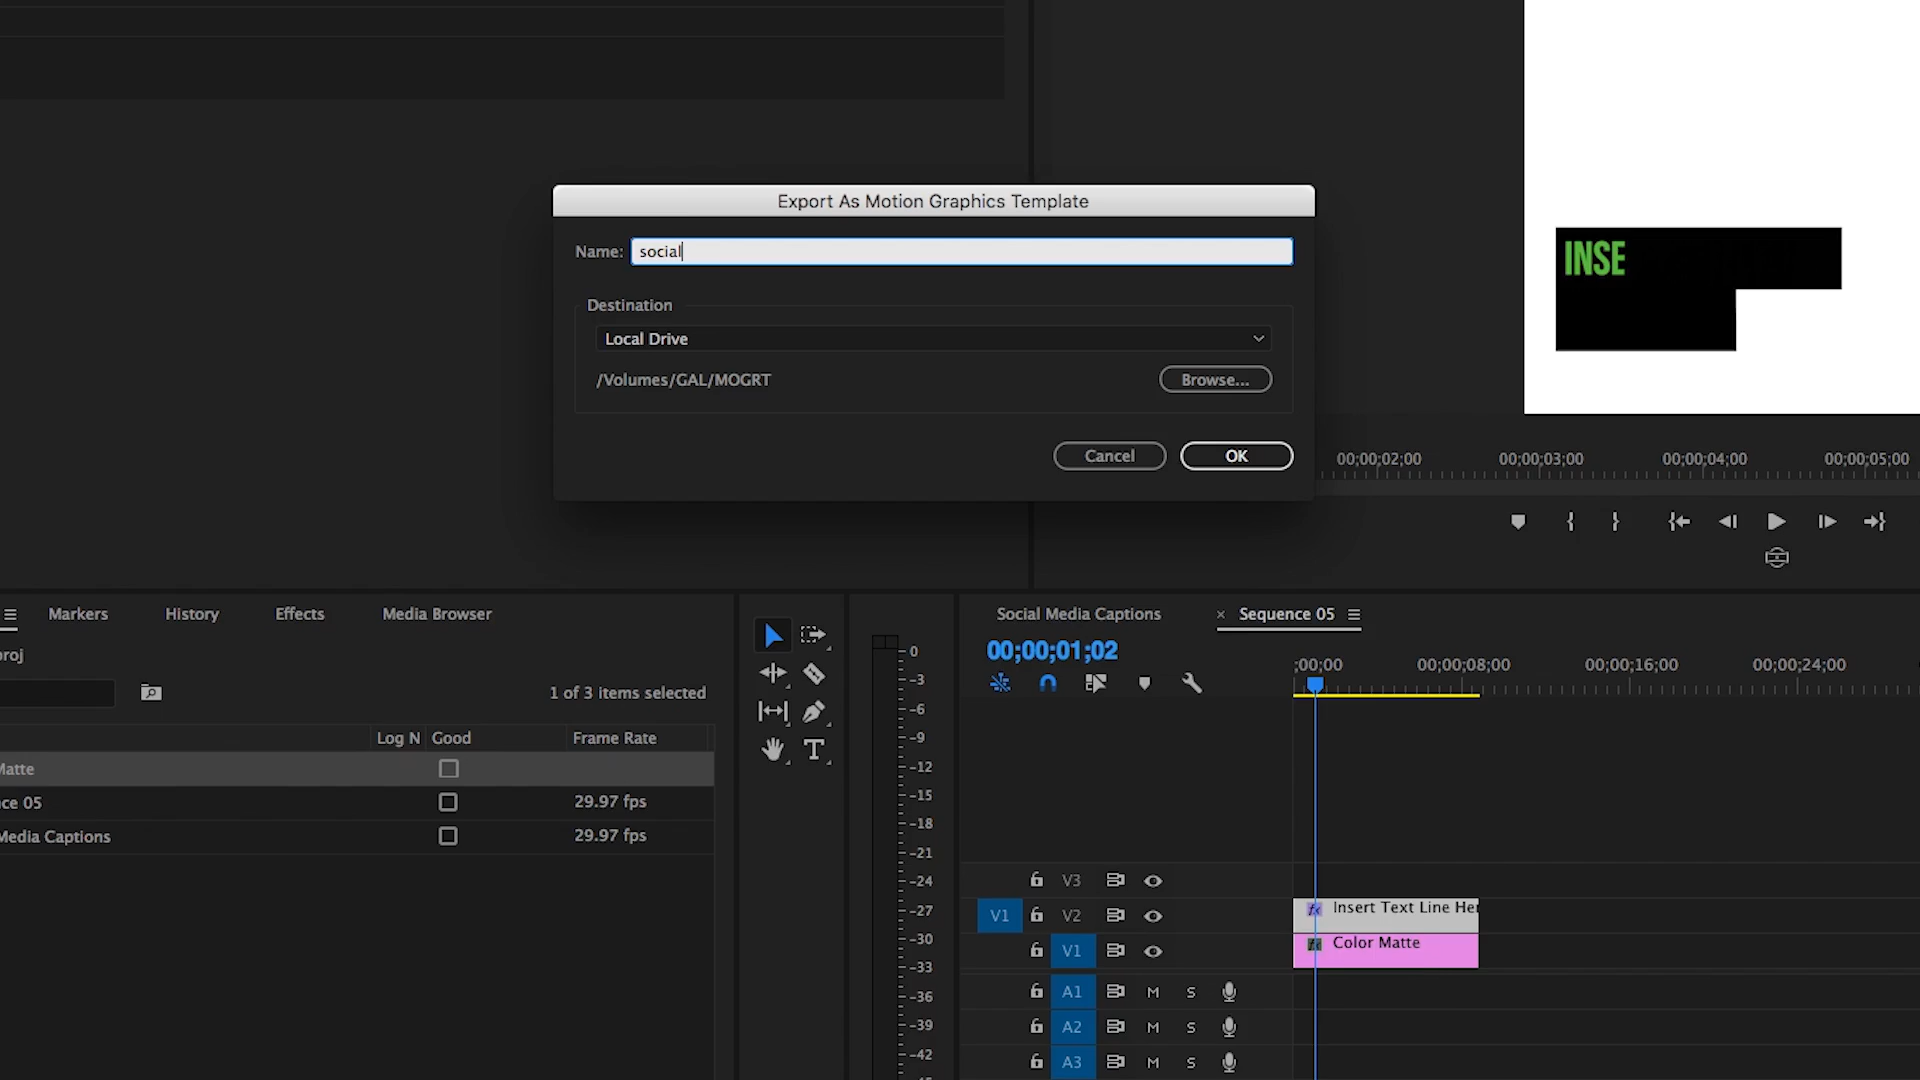 Export As Motion Graphics Template
Name: social
Destination
Local Drive
/Volumes/GAL/MOGRT
Browse...
Cancel
OK
INSE
00;00;02;00 00;00;03;00 00;00;04;00 00;00;05;00
Markers History Effects Media Browser
roj
1 of 3 items selected
Log N Good Frame Rate
Matte
ce 05 29.97 fps
Media Captions 29.97 fps
0
-3
-6
-9
-12
-15
-18
-21
-24
-27
-30
-33
-36
-39
-42
Social Media Captions × Sequence 05
00;00;01;02
;00;00 00;00;08;00 00;00;16;00 00;00;24;00
V3
V1 V2 fx Insert Text Line Her
V1 fx Color Matte
A1 M S
A2 M S
A3 M S